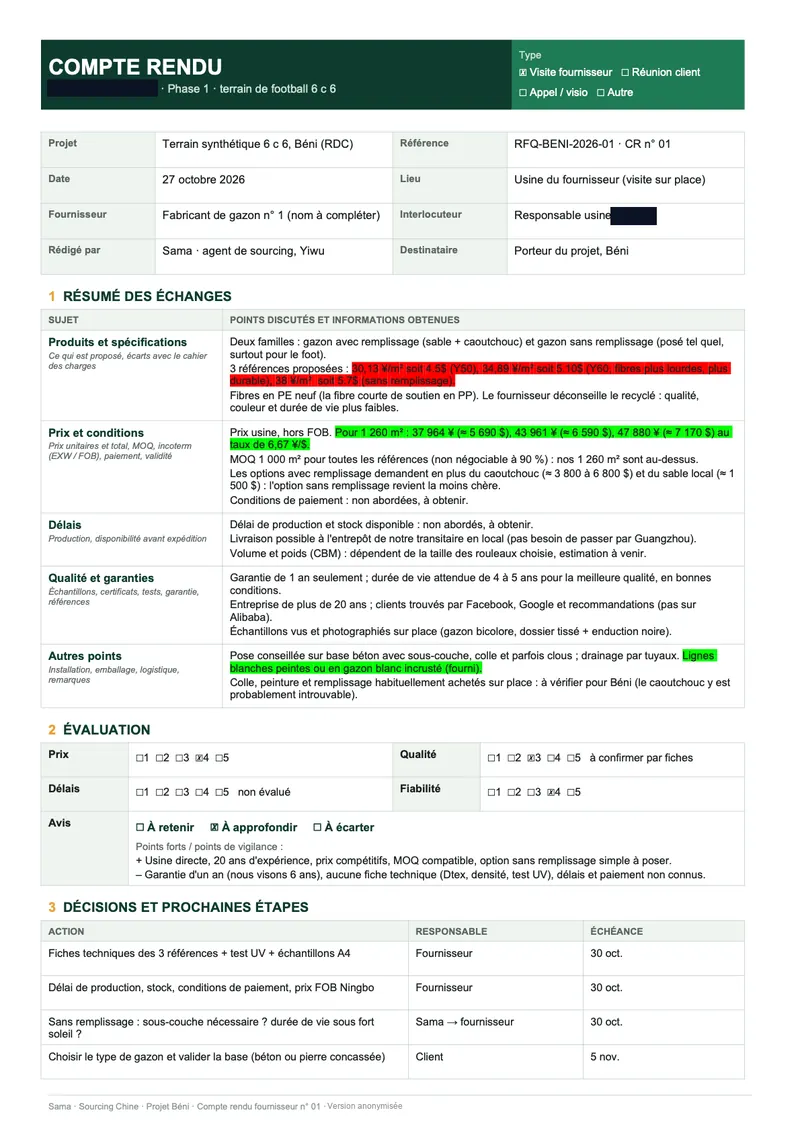 COMPTE RENDU
· Phase 1 · terrain de football 6 c 6
Type
☒ Visite fournisseur ☐ Réunion client
☐ Appel / visio ☐ Autre
Projet
Terrain synthétique 6 c 6, Béni (RDC)
Référence
RFQ-BENI-2026-01 · CR n° 01
Date
27 octobre 2026
Lieu
Usine du fournisseur (visite sur place)
Fournisseur
Fabricant de gazon n° 1 (nom à compléter)
Interlocuteur
Responsable usine
Rédigé par
Sama · agent de sourcing, Yiwu
Destinataire
Porteur du projet, Béni
1 RÉSUMÉ DES ÉCHANGES
SUJET
POINTS DISCUTÉS ET INFORMATIONS OBTENUES
Produits et spécifications
Ce qui est proposé, écarts avec le cahier
des charges
Deux familles : gazon avec remplissage (sable + caoutchouc) et gazon sans remplissage (posé tel quel,
surtout pour le foot).
3 références proposées : 30,13 ¥/m² soit 4.5$ (Y50), 34,89 ¥/m² soit 5.10$ (Y60, fibres plus lourdes, plus
durable), 38 ¥/m² soit 5.7$ (sans remplissage).
Fibres en PE neuf (la fibre courte de soutien en PP). Le fournisseur déconseille le recyclé : qualité,
couleur et durée de vie plus faibles.
Prix et conditions
Prix unitaires et total, MOQ, incoterm
(EXW / FOB), paiement, validité
Prix usine, hors FOB. Pour 1 260 m² : 37 964 ¥ (≈ 5 690 $), 43 961 ¥ (≈ 6 590 $), 47 880 ¥ (≈ 7 170 $) au
taux de 6,67 ¥/$.
MOQ 1 000 m² pour toutes les références (non négociable à 90 %) : nos 1 260 m² sont au-dessus.
Les options avec remplissage demandent en plus du caoutchouc (≈ 3 800 à 6 800 $) et du sable local (≈ 1
500 $) : l'option sans remplissage revient la moins chère.
Conditions de paiement : non abordées, à obtenir.
Délais
Production, disponibilité avant expédition
Délai de production et stock disponible : non abordés, à obtenir.
Livraison possible à l'entrepôt de notre transitaire en local (pas besoin de passer par Guangzhou).
Volume et poids (CBM) : dépendent de la taille des rouleaux choisie, estimation à venir.
Qualité et garanties
Échantillons, certificats, tests, garantie,
références
Garantie de 1 an seulement ; durée de vie attendue de 4 à 5 ans pour la meilleure qualité, en bonnes
conditions.
Entreprise de plus de 20 ans ; clients trouvés par Facebook, Google et recommandations (pas sur
Alibaba).
Échantillons vus et photographiés sur place (gazon bicolore, dossier tissé + enduction noire).
Autres points
Installation, emballage, logistique,
remarques
Pose conseillée sur base béton avec sous-couche, colle et parfois clous ; drainage par tuyaux. Lignes
blanches peintes ou en gazon blanc incrusté (fourni).
Colle, peinture et remplissage habituellement achetés sur place : à vérifier pour Béni (le caoutchouc y est
probablement introuvable).
2 ÉVALUATION
Prix
☐1 ☐2 ☐3 ☒4 ☐5
Qualité
☐1 ☐2 ☒3 ☐4 ☐5 à confirmer par fiches
Délais
☐1 ☐2 ☐3 ☐4 ☐5 non évalué
Fiabilité
☐1 ☐2 ☐3 ☒4 ☐5
Avis
☐ À retenir ☒ À approfondir ☐ À écarter
Points forts / points de vigilance :
+ Usine directe, 20 ans d'expérience, prix compétitifs, MOQ compatible, option sans remplissage simple à poser.
– Garantie d'un an (nous visons 6 ans), aucune fiche technique (Dtex, densité, test UV), délais et paiement non connus.
3 DÉCISIONS ET PROCHAINES ÉTAPES
ACTION
RESPONSABLE
ÉCHÉANCE
Fiches techniques des 3 références + test UV + échantillons A4
Fournisseur
30 oct.
Délai de production, stock, conditions de paiement, prix FOB Ningbo
Fournisseur
30 oct.
Sans remplissage : sous-couche nécessaire ? durée de vie sous fort
soleil ?
Sama → fournisseur
30 oct.
Choisir le type de gazon et valider la base (béton ou pierre concassée)
Client
5 nov.
Sama · Sourcing Chine · Projet Béni · Compte rendu fournisseur n° 01 · Version anonymisée